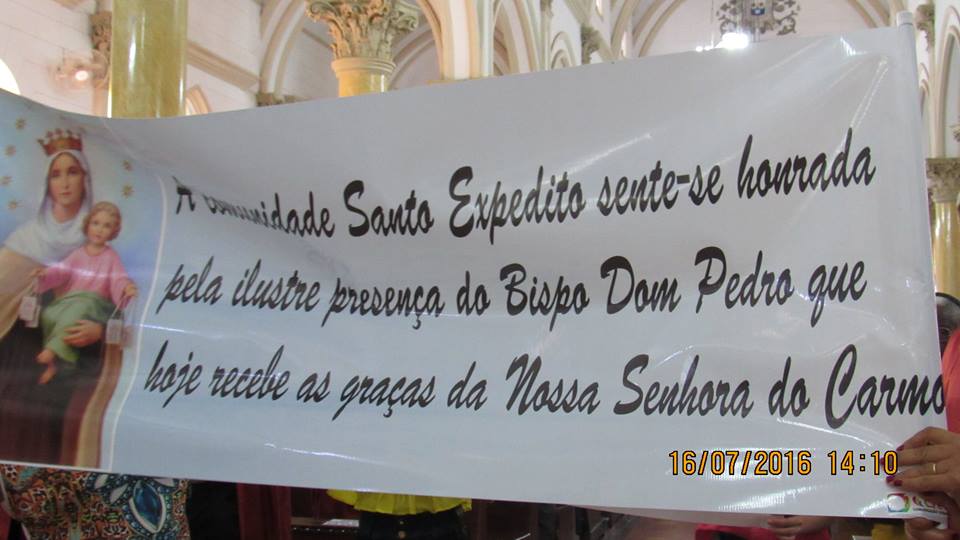 A comunidade Santo Expedito sente-se honrada
pela ilustre presença do Bispo Dom Pedro que
hoje recebe as graças da Nossa Senhora do Carmo
16/07/2016 14:10